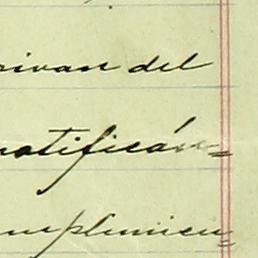 rivan del
ratificán=
mplimien=